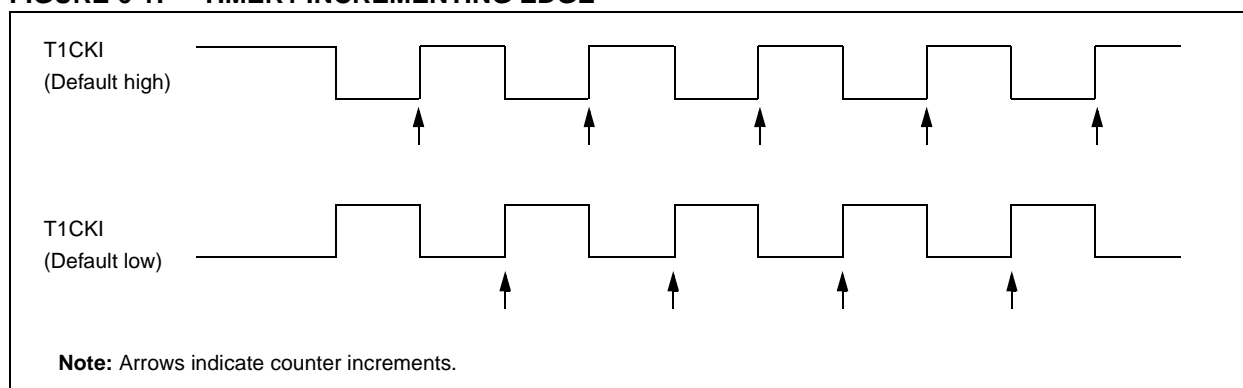 T1CKI
(Default high)
T1CKI
(Default low)
Note: Arrows indicate counter increments.